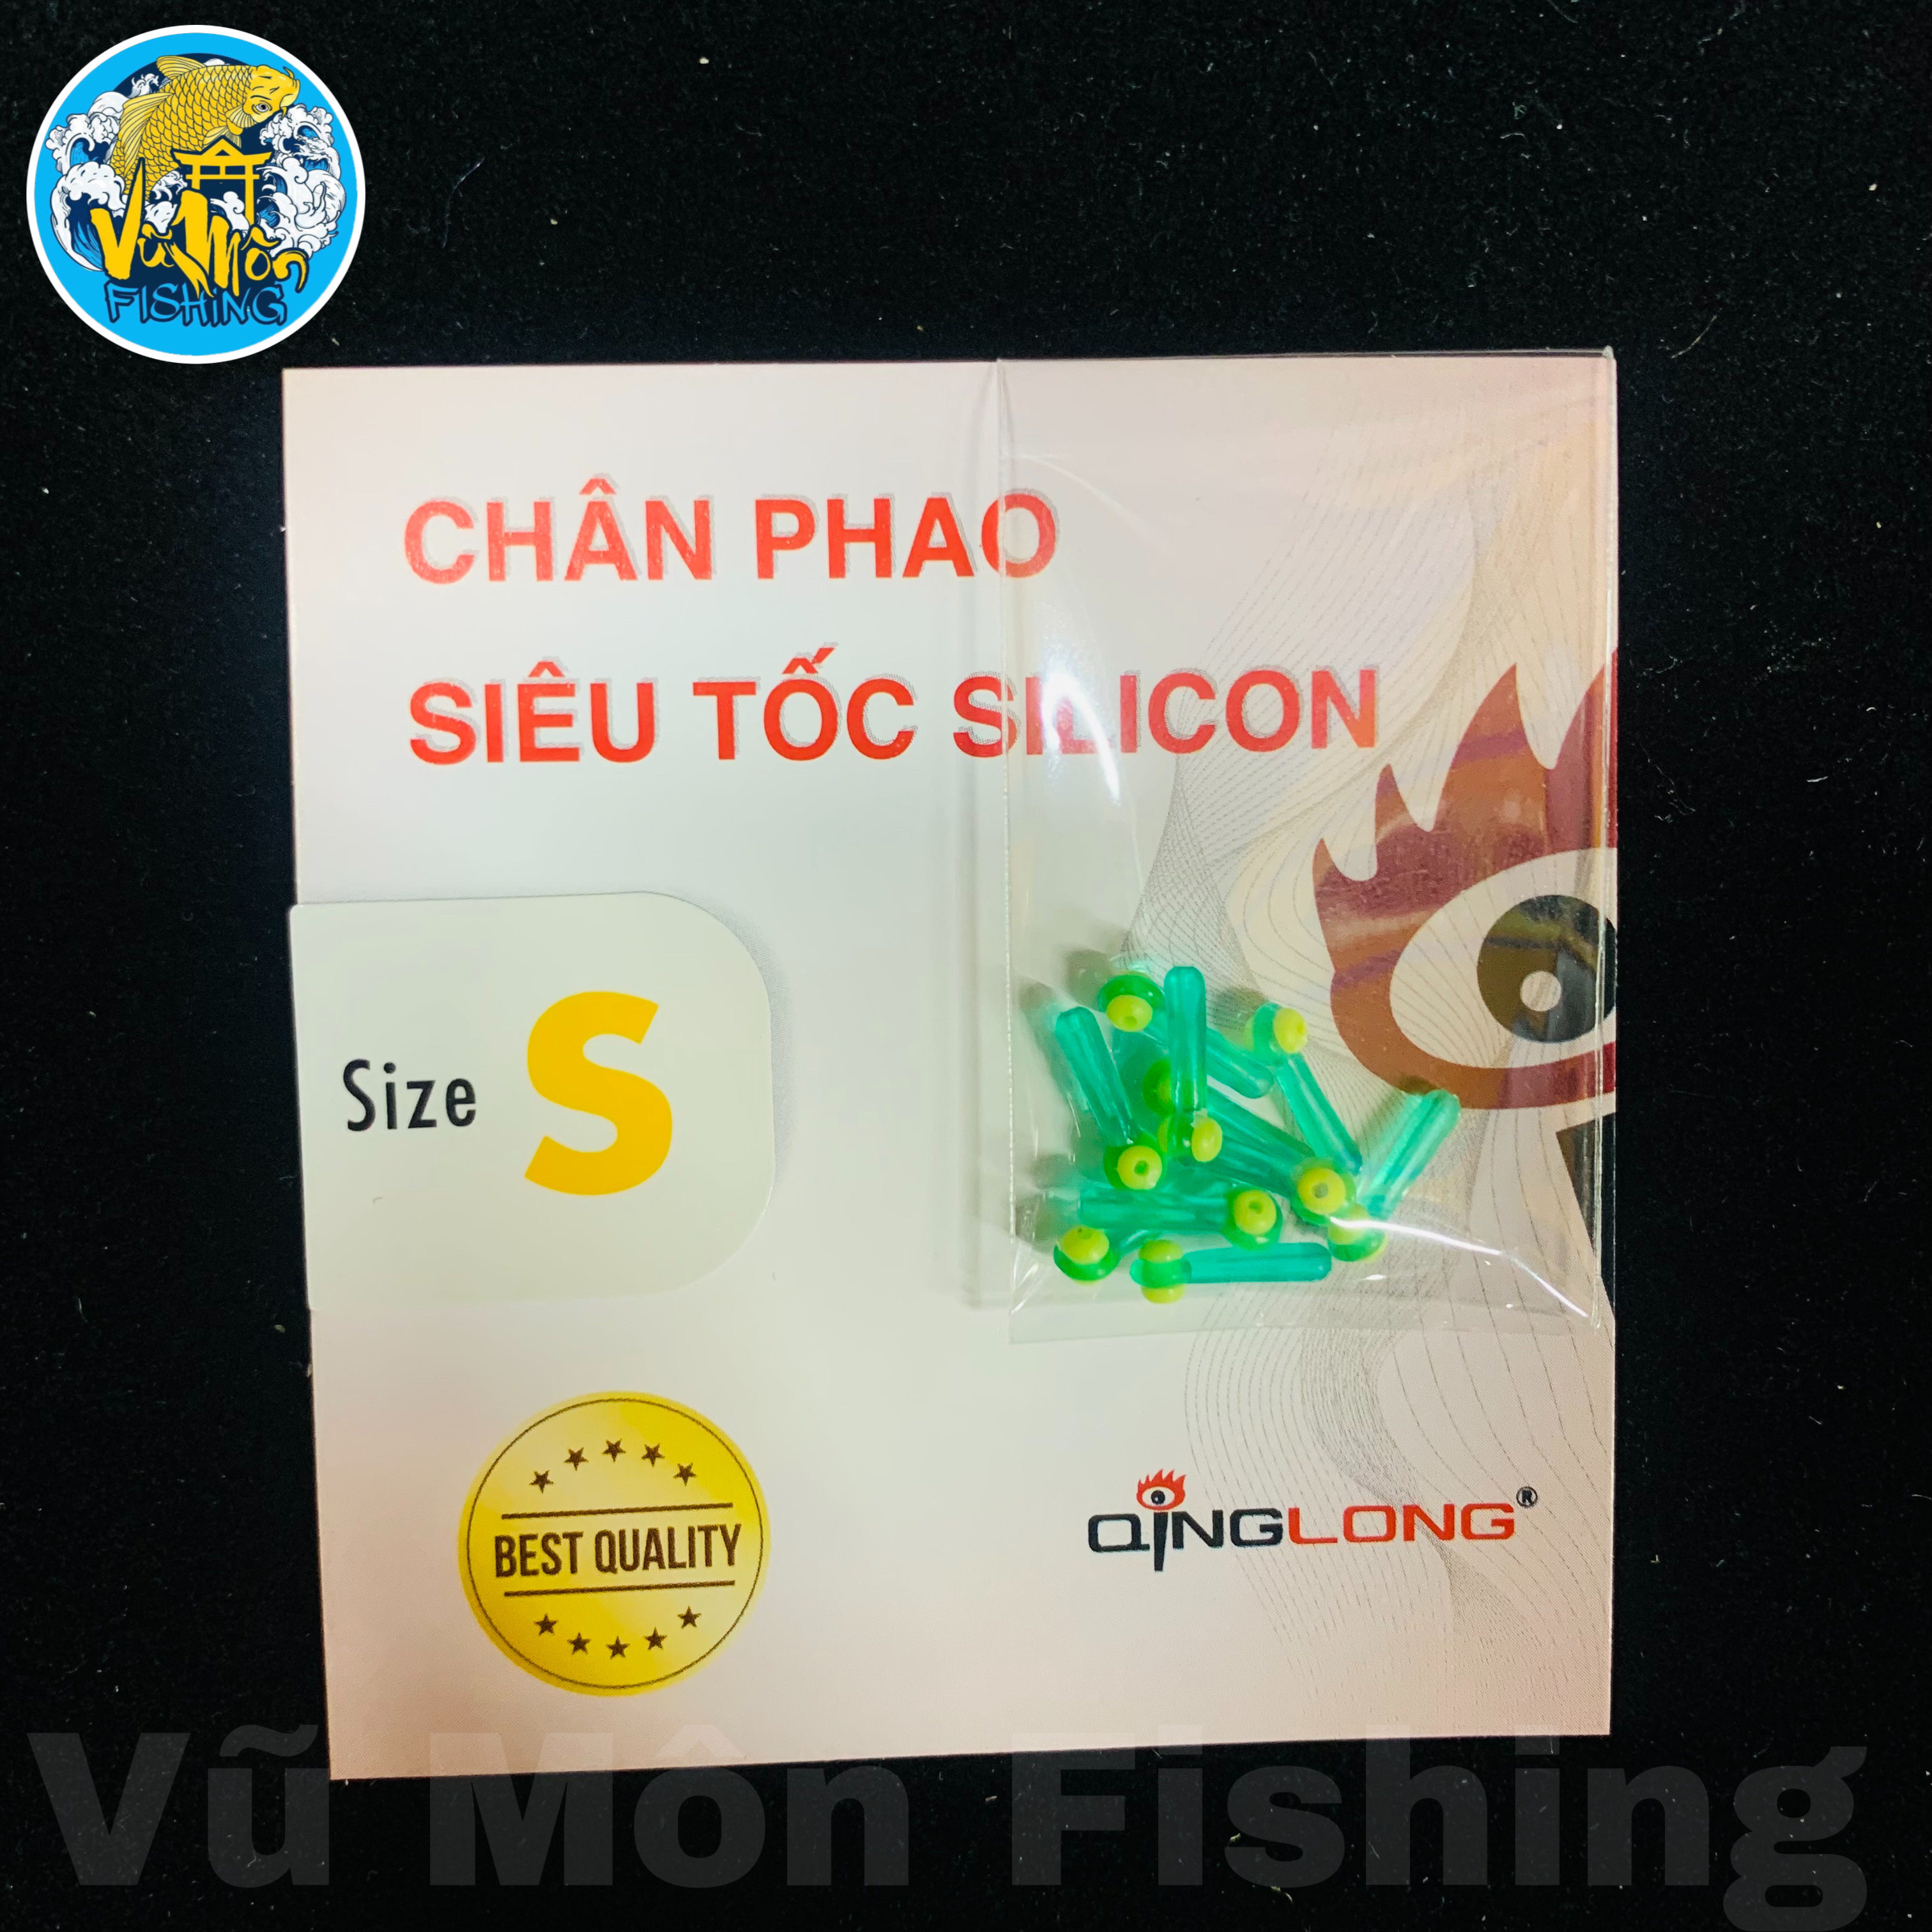 Vũ Môn
FISHING
CHÂN PHAO
SIÊU TỐC SILICON
Size S
BEST QUALITY
QINGLONG®
Vũ Môn Fishing